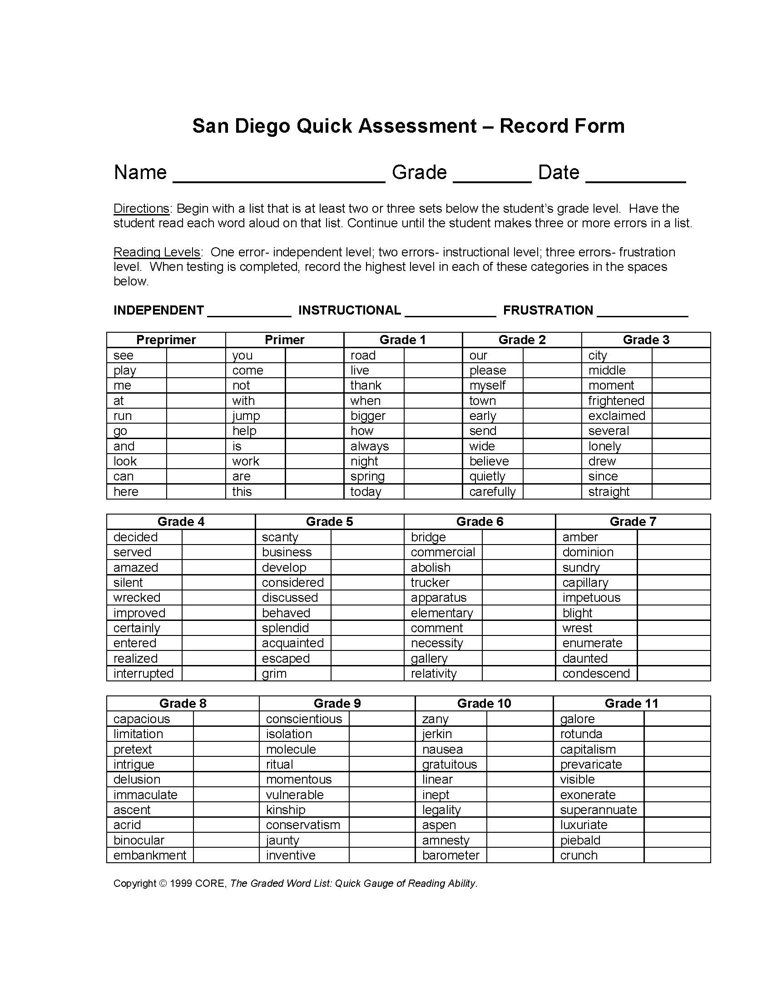 San Diego Quick Assessment – Record Form
Name ____________________ Grade _______ Date _________
Directions: Begin with a list that is at least two or three sets below the student’s grade level.  Have the
student read each word aloud on that list. Continue until the student makes three or more errors in a list.
Reading Levels:  One error- independent level; two errors- instructional level; three errors- frustration
level.  When testing is completed, record the highest level in each of these categories in the spaces
below.
INDEPENDENT ____________ INSTRUCTIONAL _____________ FRUSTRATION _____________
Preprimer Primer Grade 1 Grade 2 Grade 3
see you road our city
play come live please middle
me not thank myself moment
at with when town frightened
run jump bigger early exclaimed
go help how send several
and is always wide lonely
look work night believe drew
can are spring quietly since
here this today carefully straight
Grade 4 Grade 5 Grade 6 Grade 7
decided scanty bridge amber
served business commercial dominion
amazed develop abolish sundry
silent considered trucker capillary
wrecked discussed apparatus impetuous
improved behaved elementary blight
certainly splendid comment wrest
entered acquainted necessity enumerate
realized escaped gallery daunted
interrupted grim relativity condescend
Grade 8 Grade 9 Grade 10 Grade 11
capacious conscientious zany galore
limitation isolation jerkin rotunda
pretext molecule nausea capitalism
intrigue ritual gratuitous prevaricate
delusion momentous linear visible
immaculate vulnerable inept exonerate
ascent kinship legality superannuate
acrid conservatism aspen luxuriate
binocular jaunty amnesty piebald
embankment inventive barometer crunch
Copyright © 1999 CORE, The Graded Word List: Quick Gauge of Reading Ability.